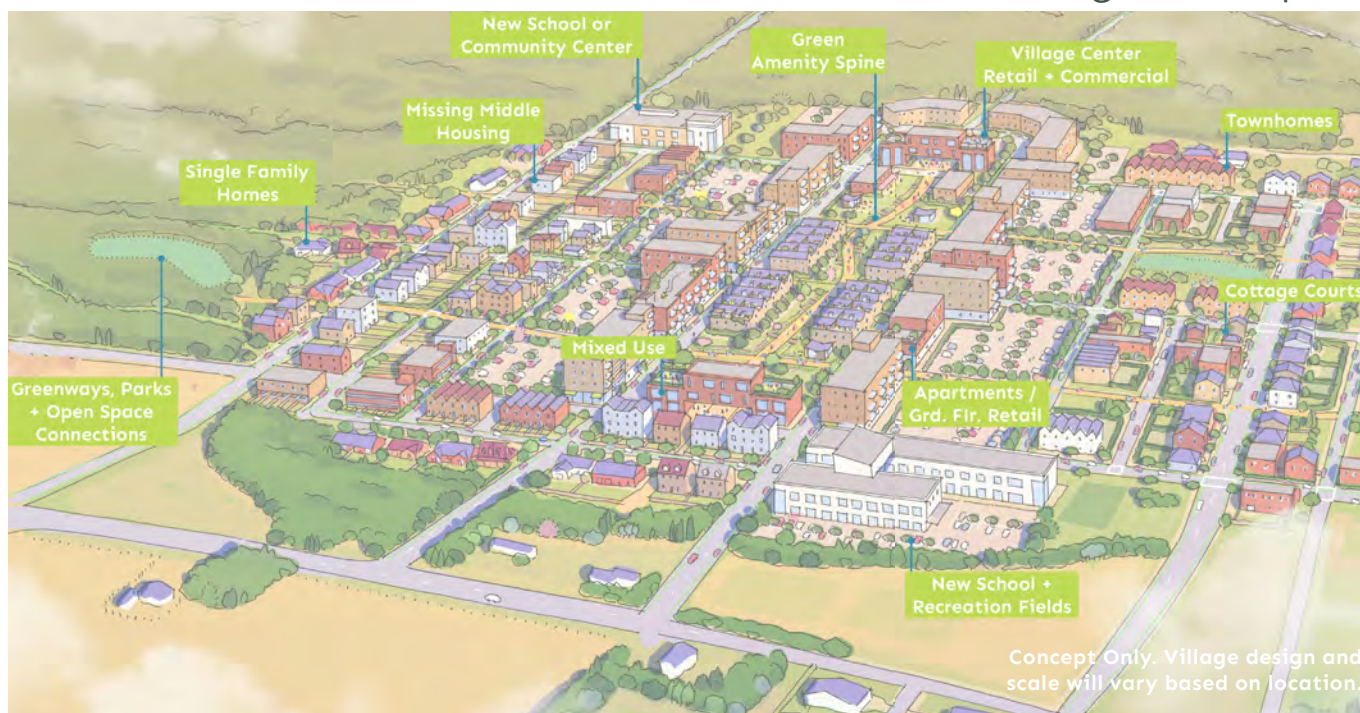 New School or
Community Center
Green
Amenity Spine
Village Center
Retail + Commercial
Missing Middle
Housing
Townhomes
Single Family
Homes
Cottage Courts
Mixed Use
Greenways, Parks
+ Open Space
Connections
Apartments /
Grd. Flr. Retail
New School +
Recreation Fields
Concept Only. Village design and
scale will vary based on location.